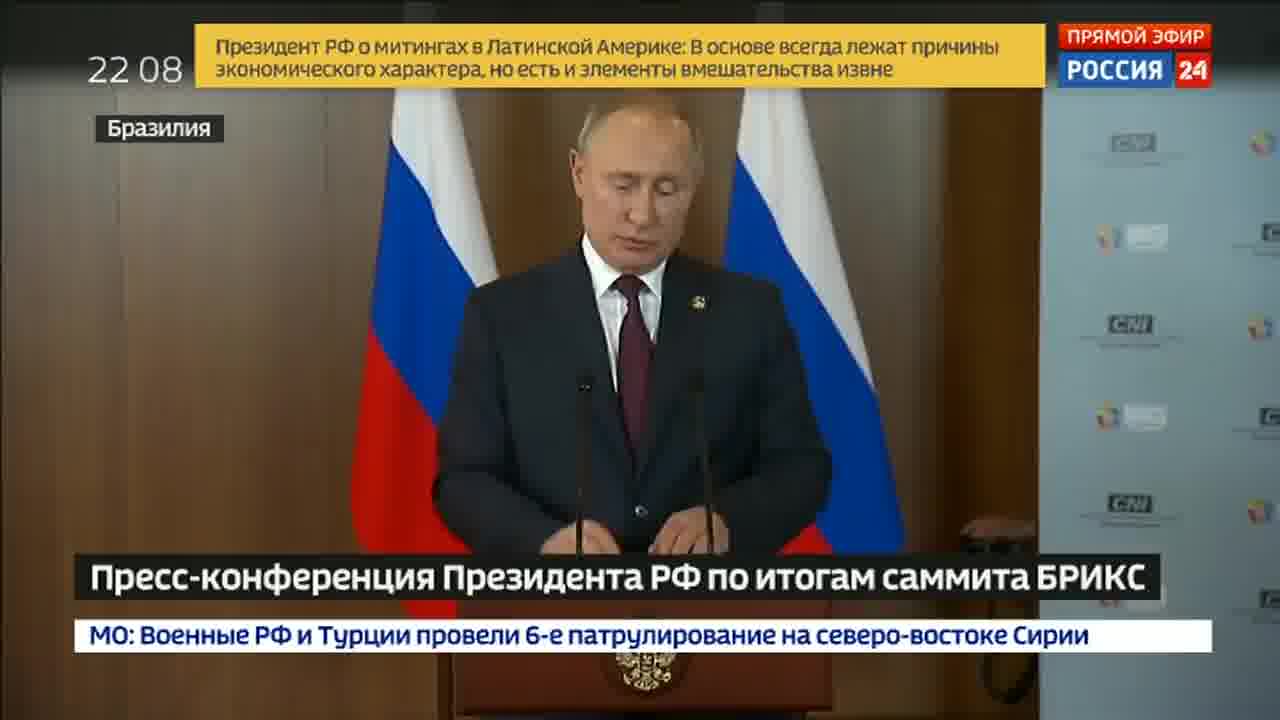 22 08
Президент РФ о митингах в Латинской Америке: В основе всегда лежат причины
экономического характера, но есть и элементы вмешательства извне
ПРЯМОЙ ЭФИР
РОССИЯ 24
Бразилия
CNI
CNI
CNI
Пресс-конференция Президента РФ по итогам саммита БРИКС
МО: Военные РФ и Турции провели 6-е патрулирование на северо-востоке Сирии